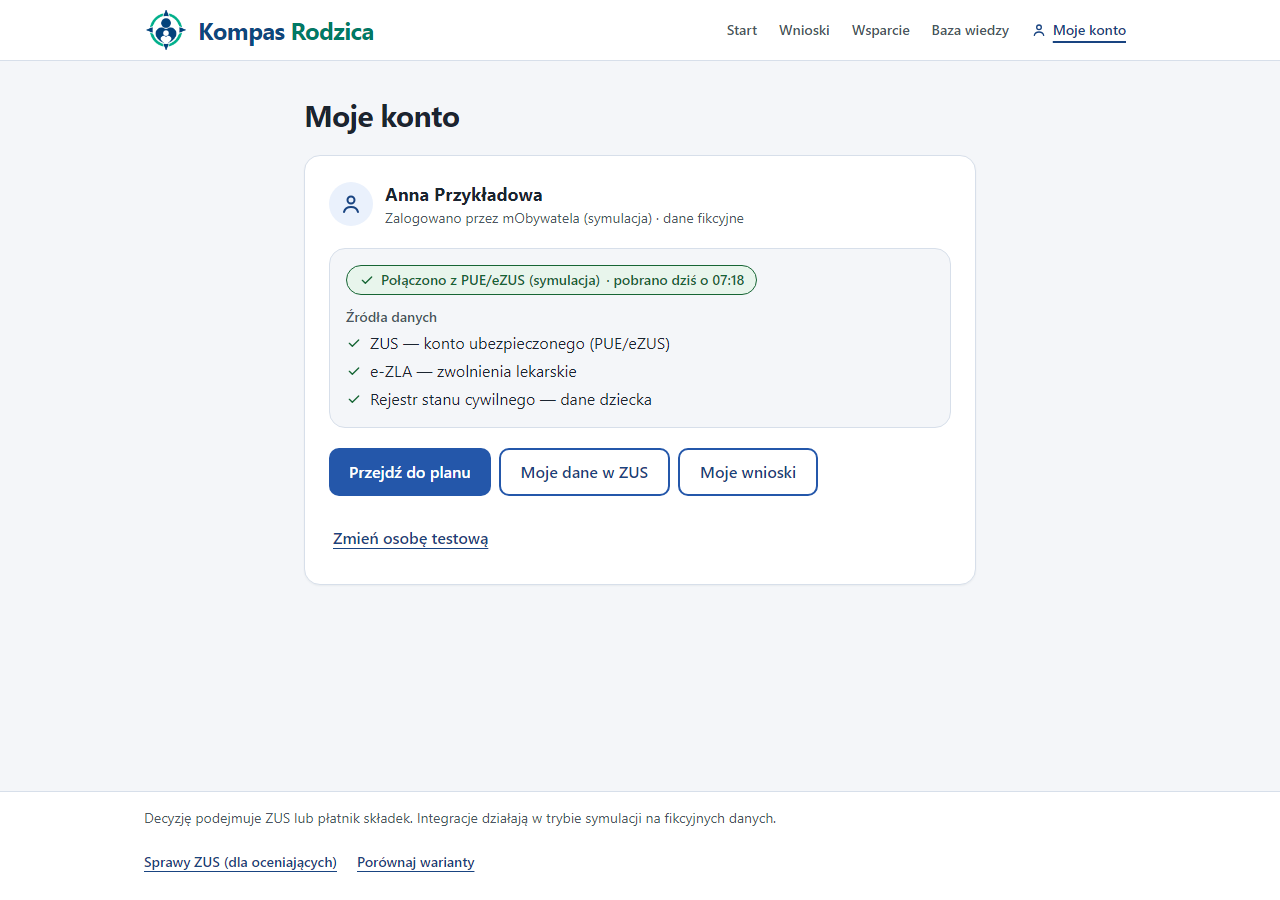 Kompas Rodzica
Start
Wnioski
Wsparcie
Baza wiedzy
Moje konto
Moje konto
Anna Przykładowa
Zalogowano przez mObywatela (symulacja) · dane fikcyjne
Połączono z PUE/eZUS (symulacja) · pobrano dziś o 07:18
Źródła danych
ZUS — konto ubezpieczonego (PUE/eZUS)
e-ZLA — zwolnienia lekarskie
Rejestr stanu cywilnego — dane dziecka
Przejdź do planu
Moje dane w ZUS
Moje wnioski
Zmień osobę testową
Decyzję podejmuje ZUS lub płatnik składek. Integracje działają w trybie symulacji na fikcyjnych danych.
Sprawy ZUS (dla oceniających)
Porównaj warianty